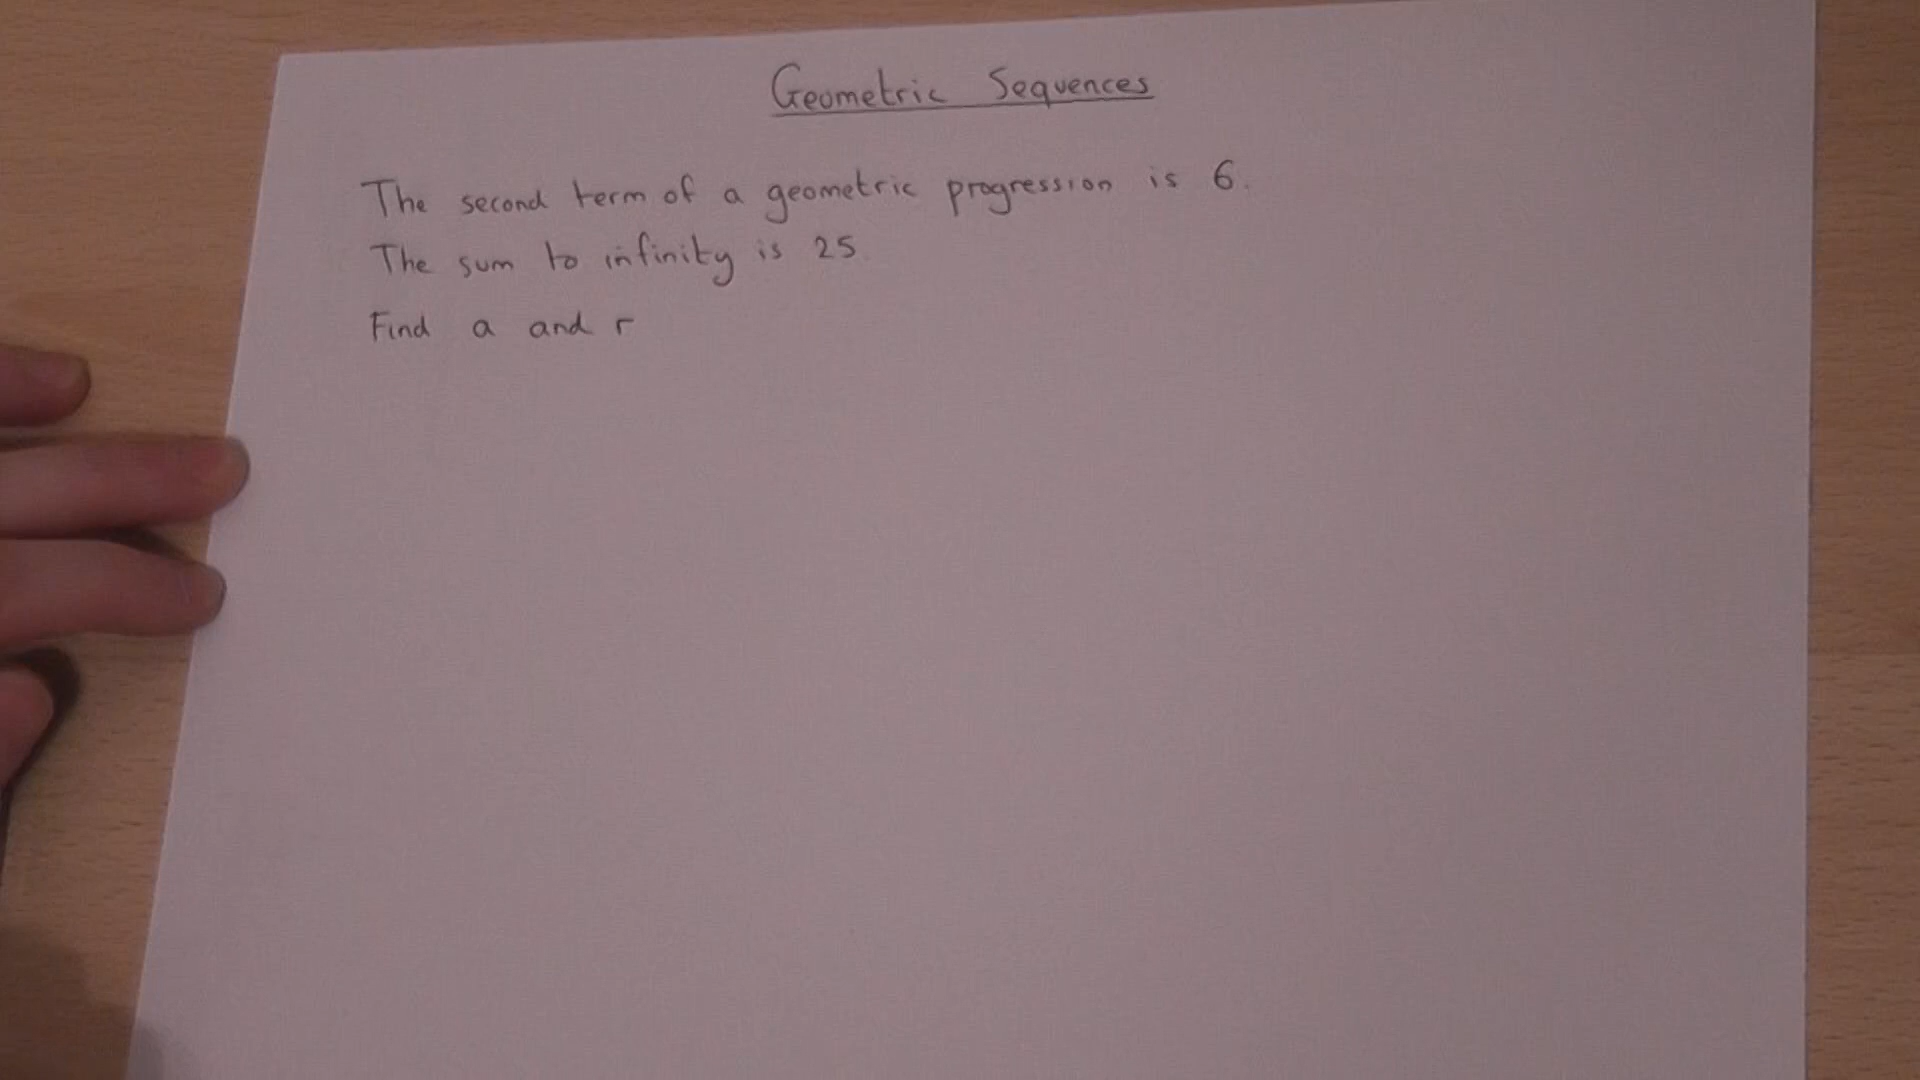 Geometric Sequences
The second term of a geometric progression is 6.
The sum to infinity is 25.
Find a and r